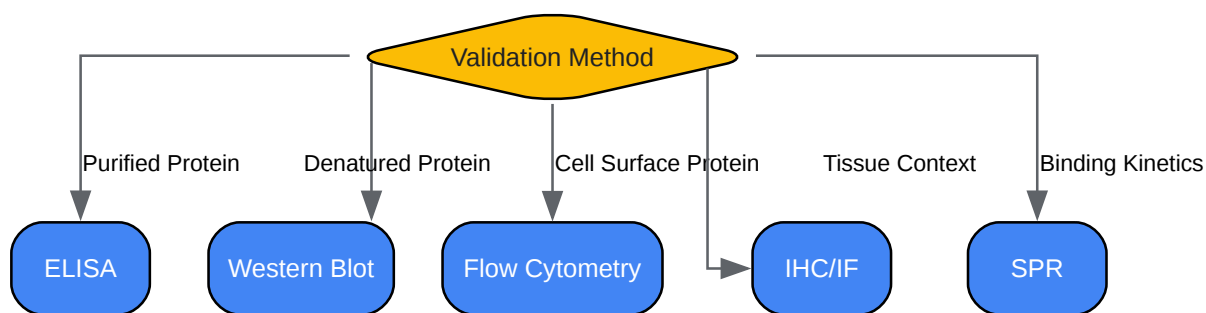 Validation Method
Purified Protein
Denatured Protein
Cell Surface Protein
Tissue Context
Binding Kinetics
ELISA
Western Blot
Flow Cytometry
IHC/IF
SPR